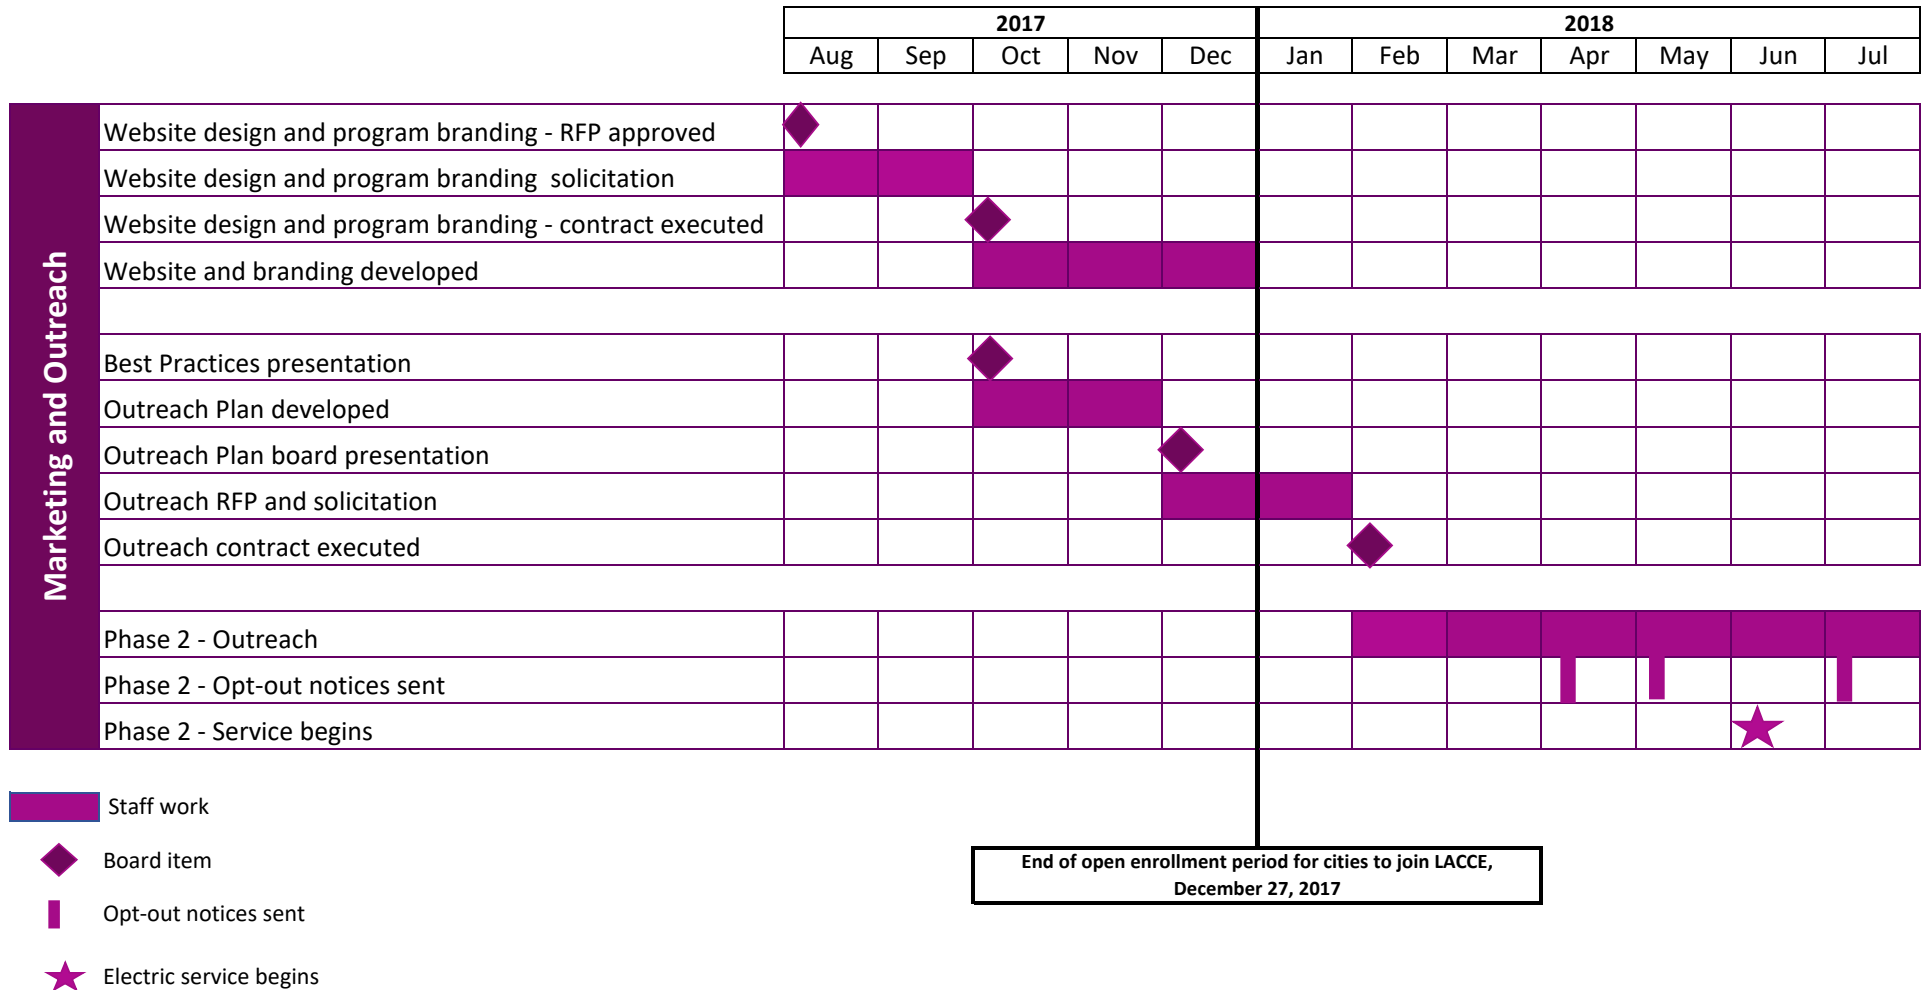 2017 2018
Aug Sep Oct Nov Dec Jan Feb Mar Apr May Jun Jul
Marketing and Outreach
Website design and program branding - RFP approved
Website design and program branding  solicitation
Website design and program branding - contract executed
Website and branding developed
Best Practices presentation
Outreach Plan developed
Outreach Plan board presentation
Outreach RFP and solicitation
Outreach contract executed
Phase 2 - Outreach
Phase 2 - Opt-out notices sent
Phase 2 - Service begins
Staff work
Board item
Opt-out notices sent
Electric service begins
End of open enrollment period for cities to join LACCE,
December 27, 2017